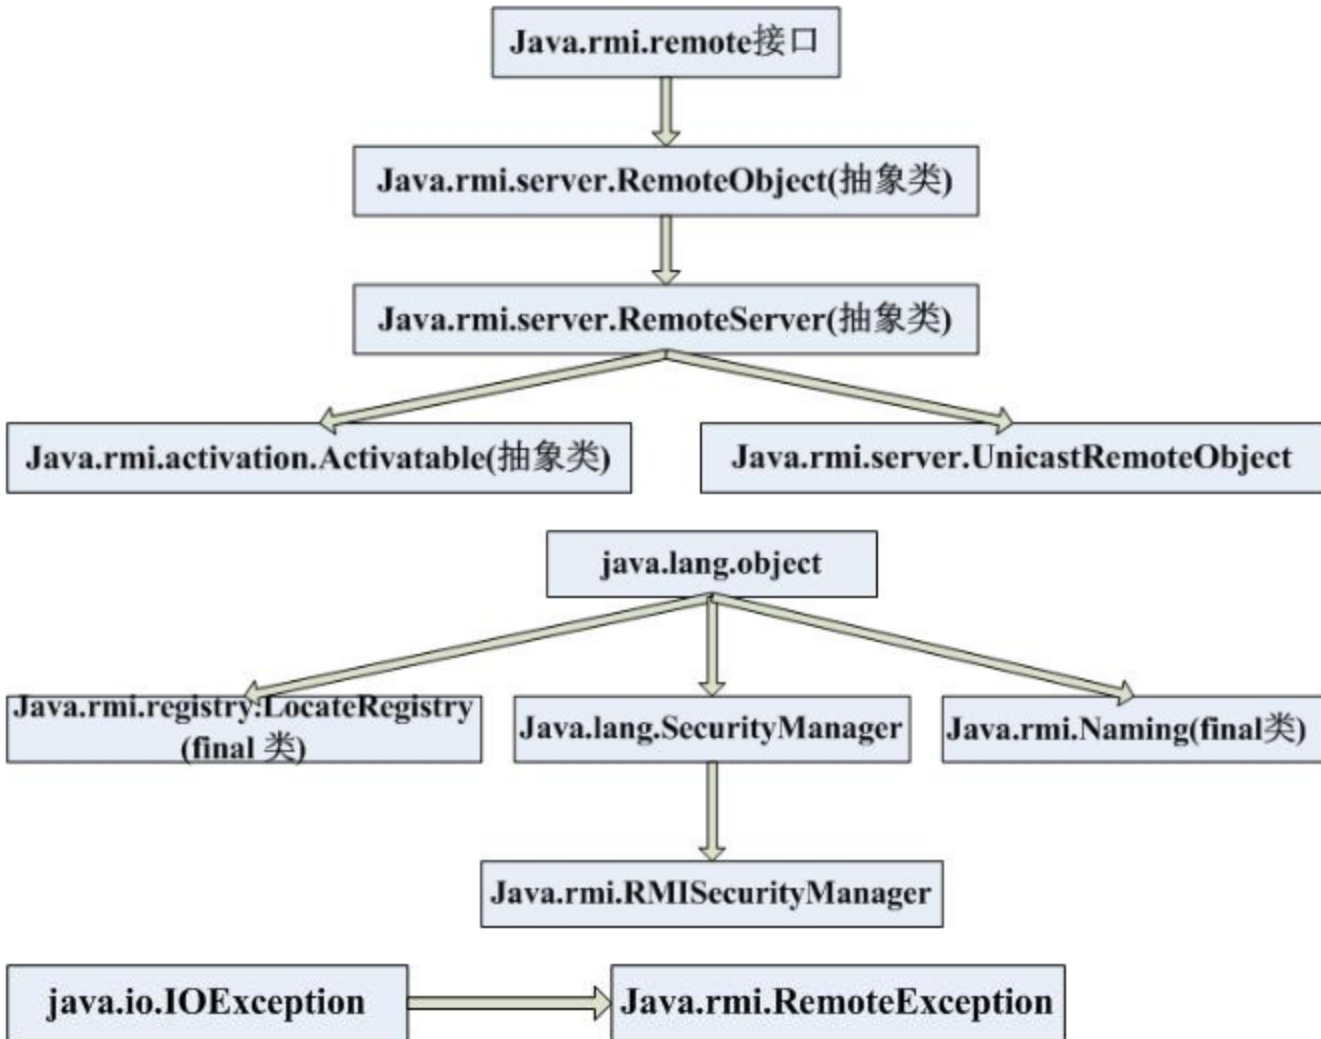 Java.rmi.remote接口
Java.rmi.server.RemoteObject(抽象类)
Java.rmi.server.RemoteServer(抽象类)
Java.rmi.activation.Activatable(抽象类)
Java.rmi.server.UnicastRemoteObject
java.lang.object
Java.rmi.registry.LocateRegistry
(final 类)
Java.lang.SecurityManager
Java.rmi.Naming(final类)
Java.rmi.RMISecurityManager
java.io.IOException
Java.rmi.RemoteException